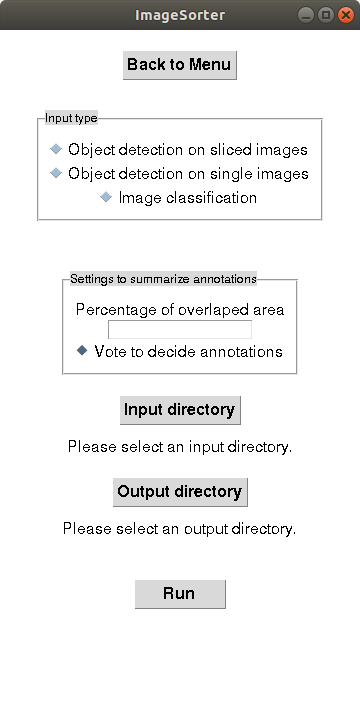 ImageSorter
Back to Menu
Input type
Object detection on sliced images
Object detection on single images
Image classification
Settings to summarize annotations
Percentage of overlaped area
Vote to decide annotations
Input directory
Please select an input directory.
Output directory
Please select an output directory.
Run